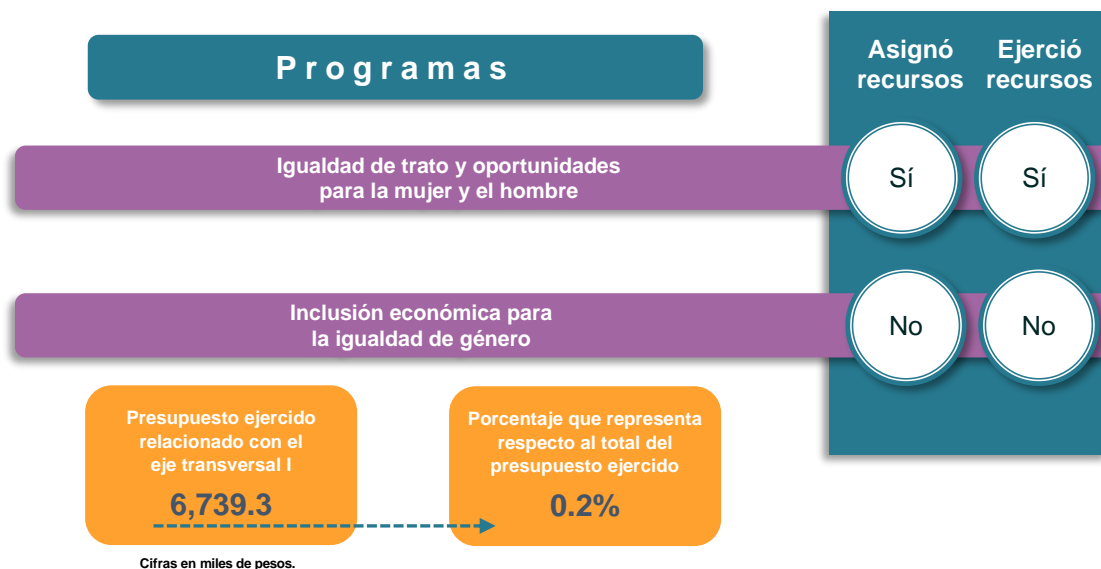 Programas
Asignó
recursos
Ejerció
recursos
Igualdad de trato y oportunidades
para la mujer y el hombre
Sí
Sí
Inclusión económica para
la igualdad de género
No
No
Presupuesto ejercido
relacionado con el
eje transversal I
6,739.3
Porcentaje que representa
respecto al total del
presupuesto ejercido
0.2%
Cifras en miles de pesos.